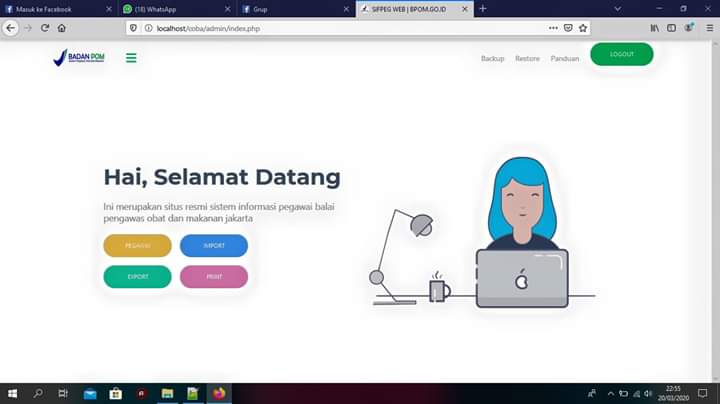 Masuk ke Facebook
(18) WhatsApp
Grup
SIFPEG WEB | BPOM.GO.ID
localhost/coba/admin/index.php
BADAN POM
Backup
Restore
Panduan
LOGOUT
Hai, Selamat Datang
Ini merupakan situs resmi sistem informasi pegawai balai
pengawas obat dan makanan jakarta
PEGAWAI
IMPORT
EXPORT
PRINT
22:55
20/03/2020